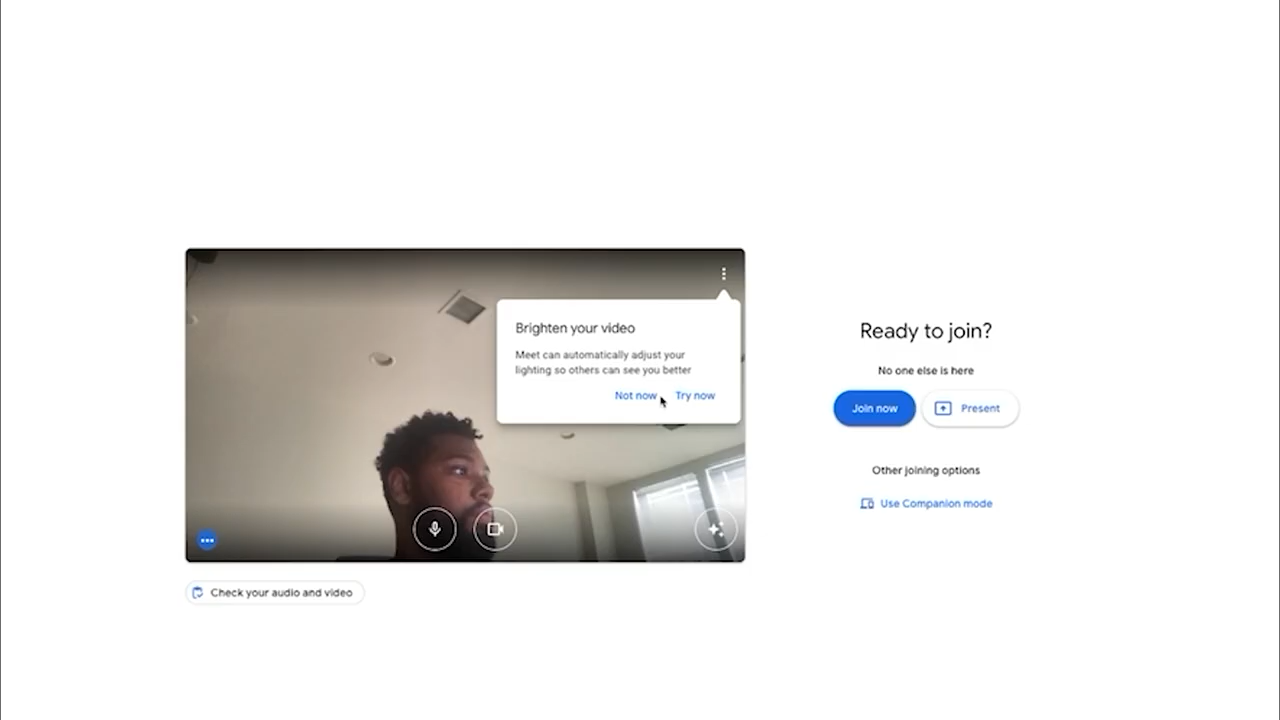 Brighten your video
Meet can automatically adjust your
lighting so others can see you better
Not now Try now
Check your audio and video
Ready to join?
No one else is here
Join now Present
Other joining options
Use Companion mode